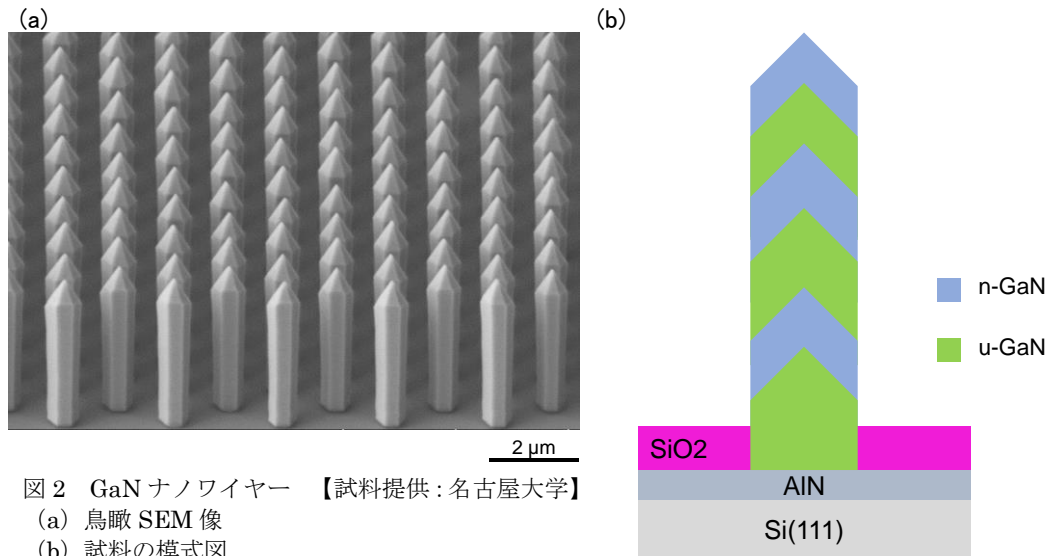 (a)
(b)
n-GaN
u-GaN
SiO2
AlN
Si(111)
2 μm
図2 GaN ナノワイヤー 【試料提供:名古屋大学】
(a) 鳥瞰 SEM 像
(b) 試料の模式図